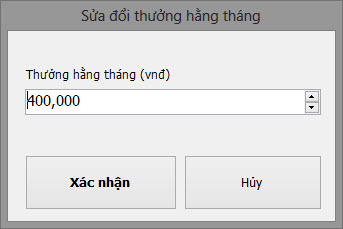 Sửa đổi thưởng hằng tháng
Thưởng hằng tháng (vnđ)
400,000
Xác nhận
Hủy